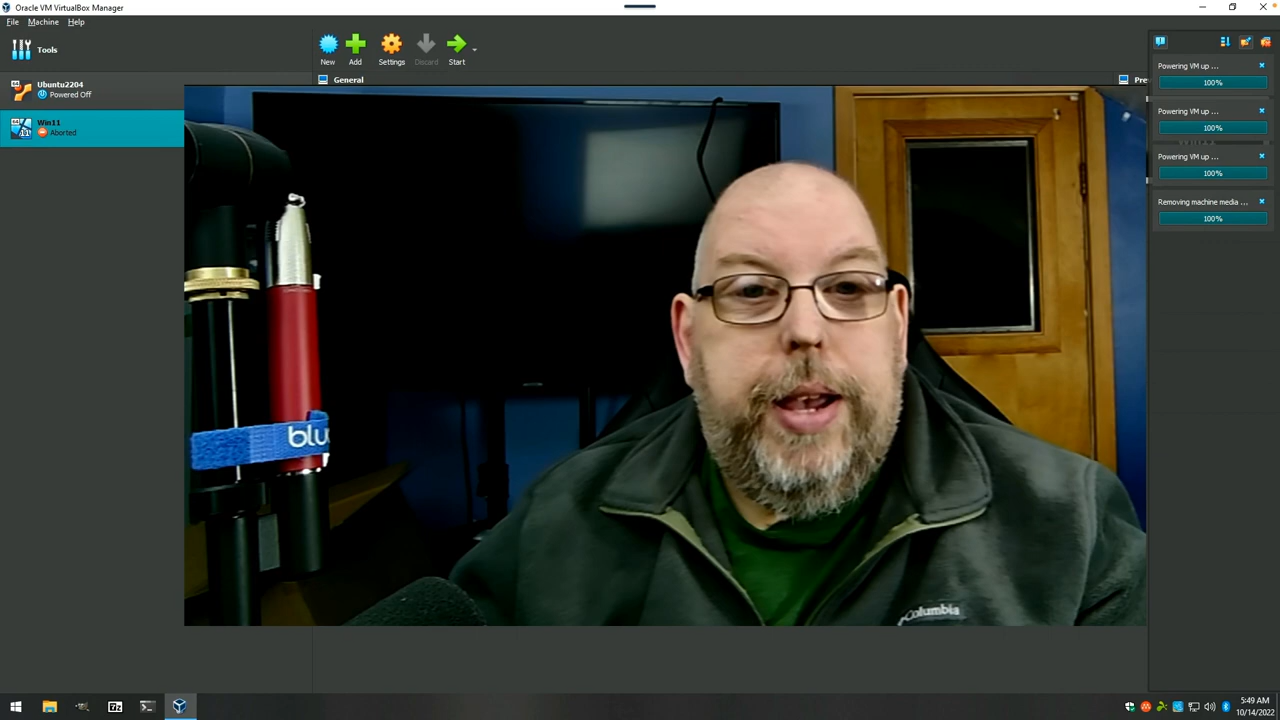 Oracle VM VirtualBox Manager
File Machine Help
Tools
New
Add
Settings
Discard
Start
Ubuntu2204
Powered Off
Win11
Aborted
General
Pre
Powering VM up ...
100%
Powering VM up ...
100%
Powering VM up ...
100%
Removing machine media ...
100%
blu
Columbia
7z
5:49 AM
10/14/2022